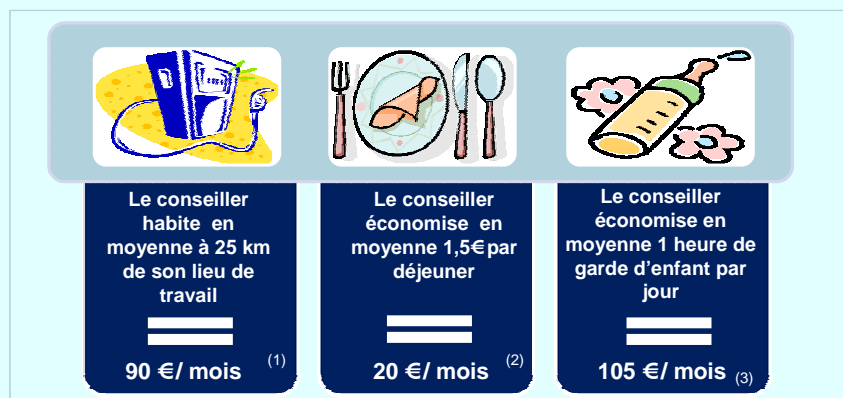 Le conseiller
habite en
moyenne à 25 km
de son lieu de
travail
90 €/ mois (1)
Le conseiller
économise en
moyenne 1,5€par
déjeuner
20 €/ mois (2)
Le conseiller
économise en
moyenne 1 heure de
garde d'enfant par
jour
105 €/ mois (3)